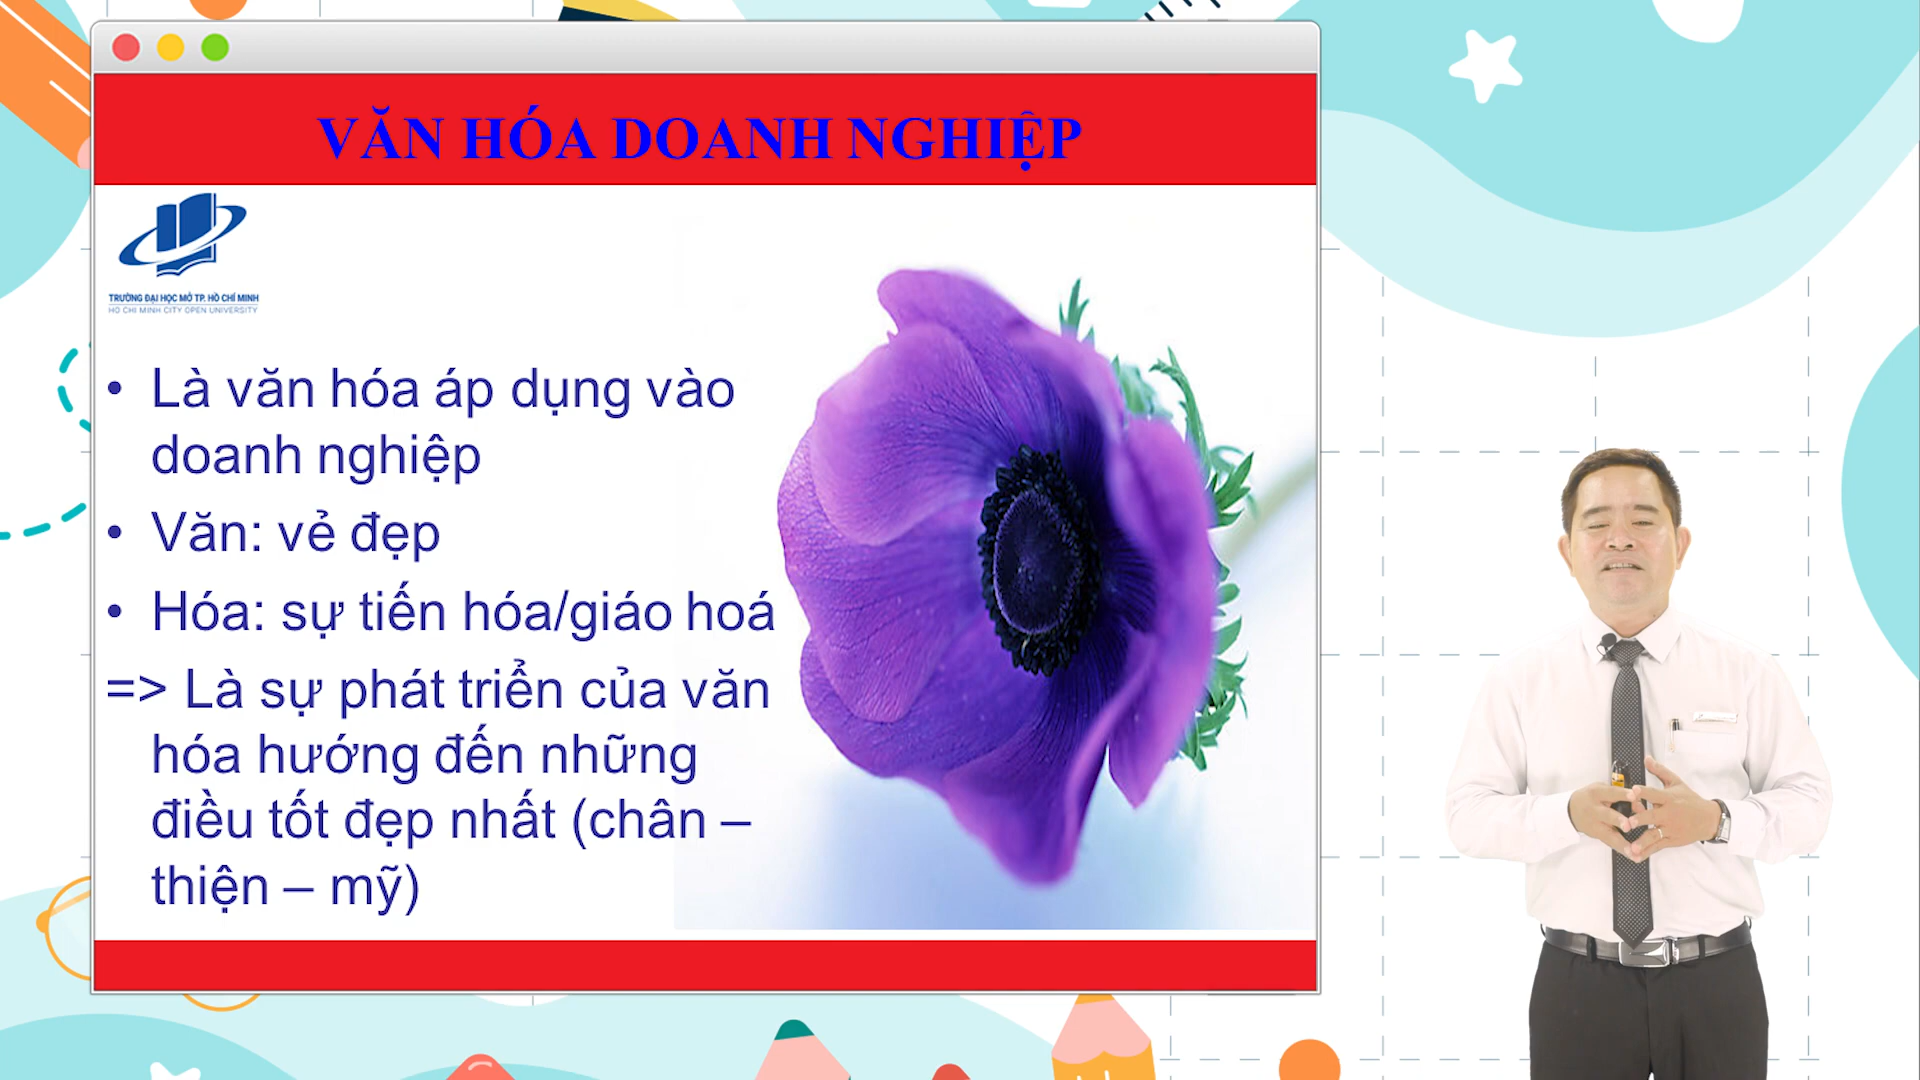 VĂN HÓA DOANH NGHIỆP
TRƯỜNG ĐẠI HỌC MỞ TP. HỒ CHÍ MINH
HO CHI MINH CITY OPEN UNIVERSITY
• Là văn hóa áp dụng vào
doanh nghiệp
• Văn: vẻ đẹp
• Hóa: sự tiến hóa/giáo hoá
=> Là sự phát triển của văn
hóa hướng đến những
điều tốt đẹp nhất (chân –
thiện – mỹ)